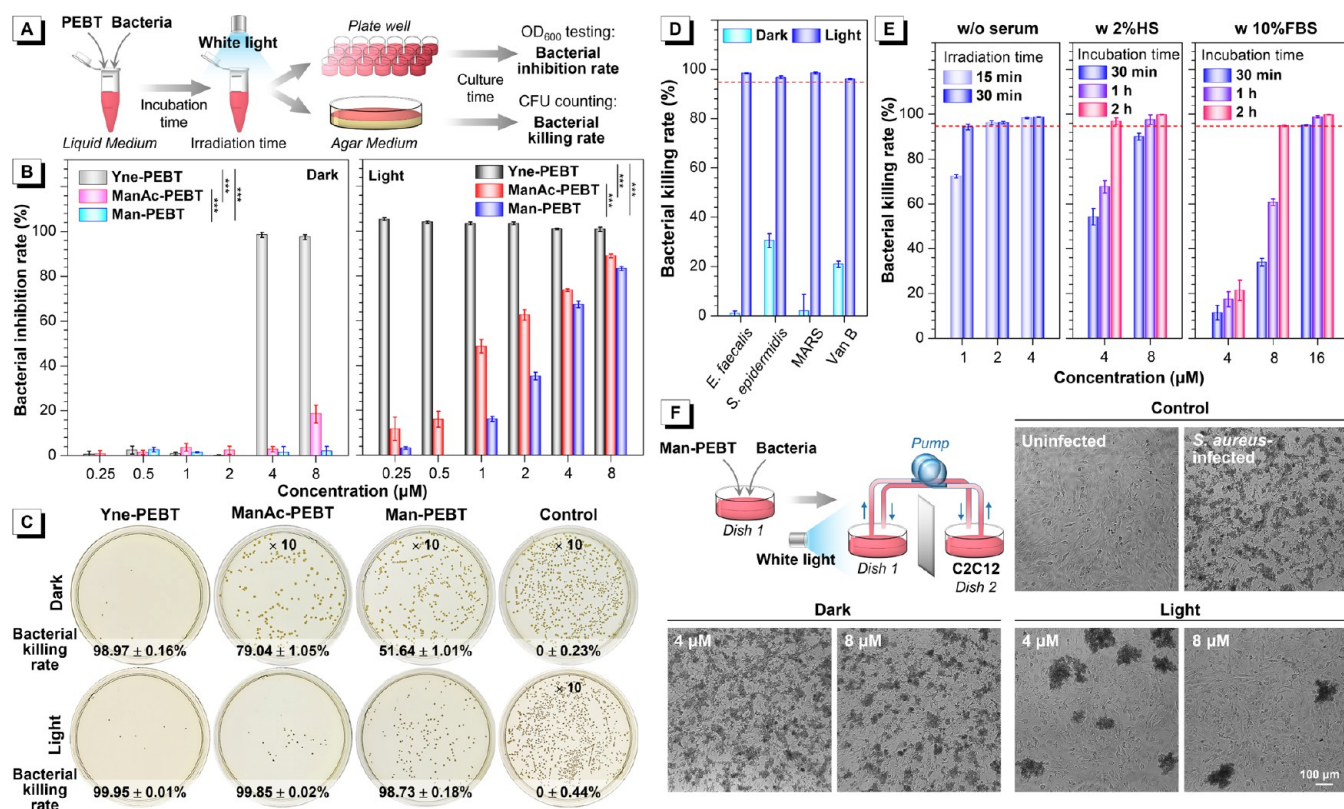 A
PEBT Bacteria
White light
Plate well
OD600 testing:
Bacterial
inhibition rate
Incubation
time
Culture
time
CFU counting:
Bacterial
killing rate
Liquid Medium
Irradiation time
Agar Medium
B
Yne-PEBT
ManAc-PEBT
Man-PEBT
***
***
***
Dark
Light
Yne-PEBT
ManAc-PEBT
Man-PEBT
***
***
***
Bacterial inhibition rate (%)
100
80
60
40
20
0
0.25 0.5 1 2 4 8
0.25 0.5 1 2 4 8
Concentration (μM)
C
Yne-PEBT ManAc-PEBT Man-PEBT Control
× 10 × 10 × 10
Dark
Bacterial
killing
rate
98.97 ± 0.16% 79.04 ± 1.05% 51.64 ± 1.01% 0 ± 0.23%
× 10
Light
Bacterial
killing
rate
99.95 ± 0.01% 99.85 ± 0.02% 98.73 ± 0.18% 0 ± 0.44%
D
Dark Light
Bacterial killing rate (%)
100
80
60
40
20
0
E. faecalis
S. epidermidis
MARS
Van B
E
w/o serum w 2%HS w 10%FBS
Irradiation time
15 min
30 min
Incubation time
30 min
1 h
2 h
Incubation time
30 min
1 h
2 h
Bacterial killing rate (%)
100
80
60
40
20
0
1 2 4
4 8
4 8 16
Concentration (μM)
F
Man-PEBT Bacteria
Dish 1
Pump
White light
Dish 1
C2C12
Dish 2
Control
Uninfected
S. aureus-
infected
Dark
4 μM
8 μM
Light
4 μM
8 μM
100 μm